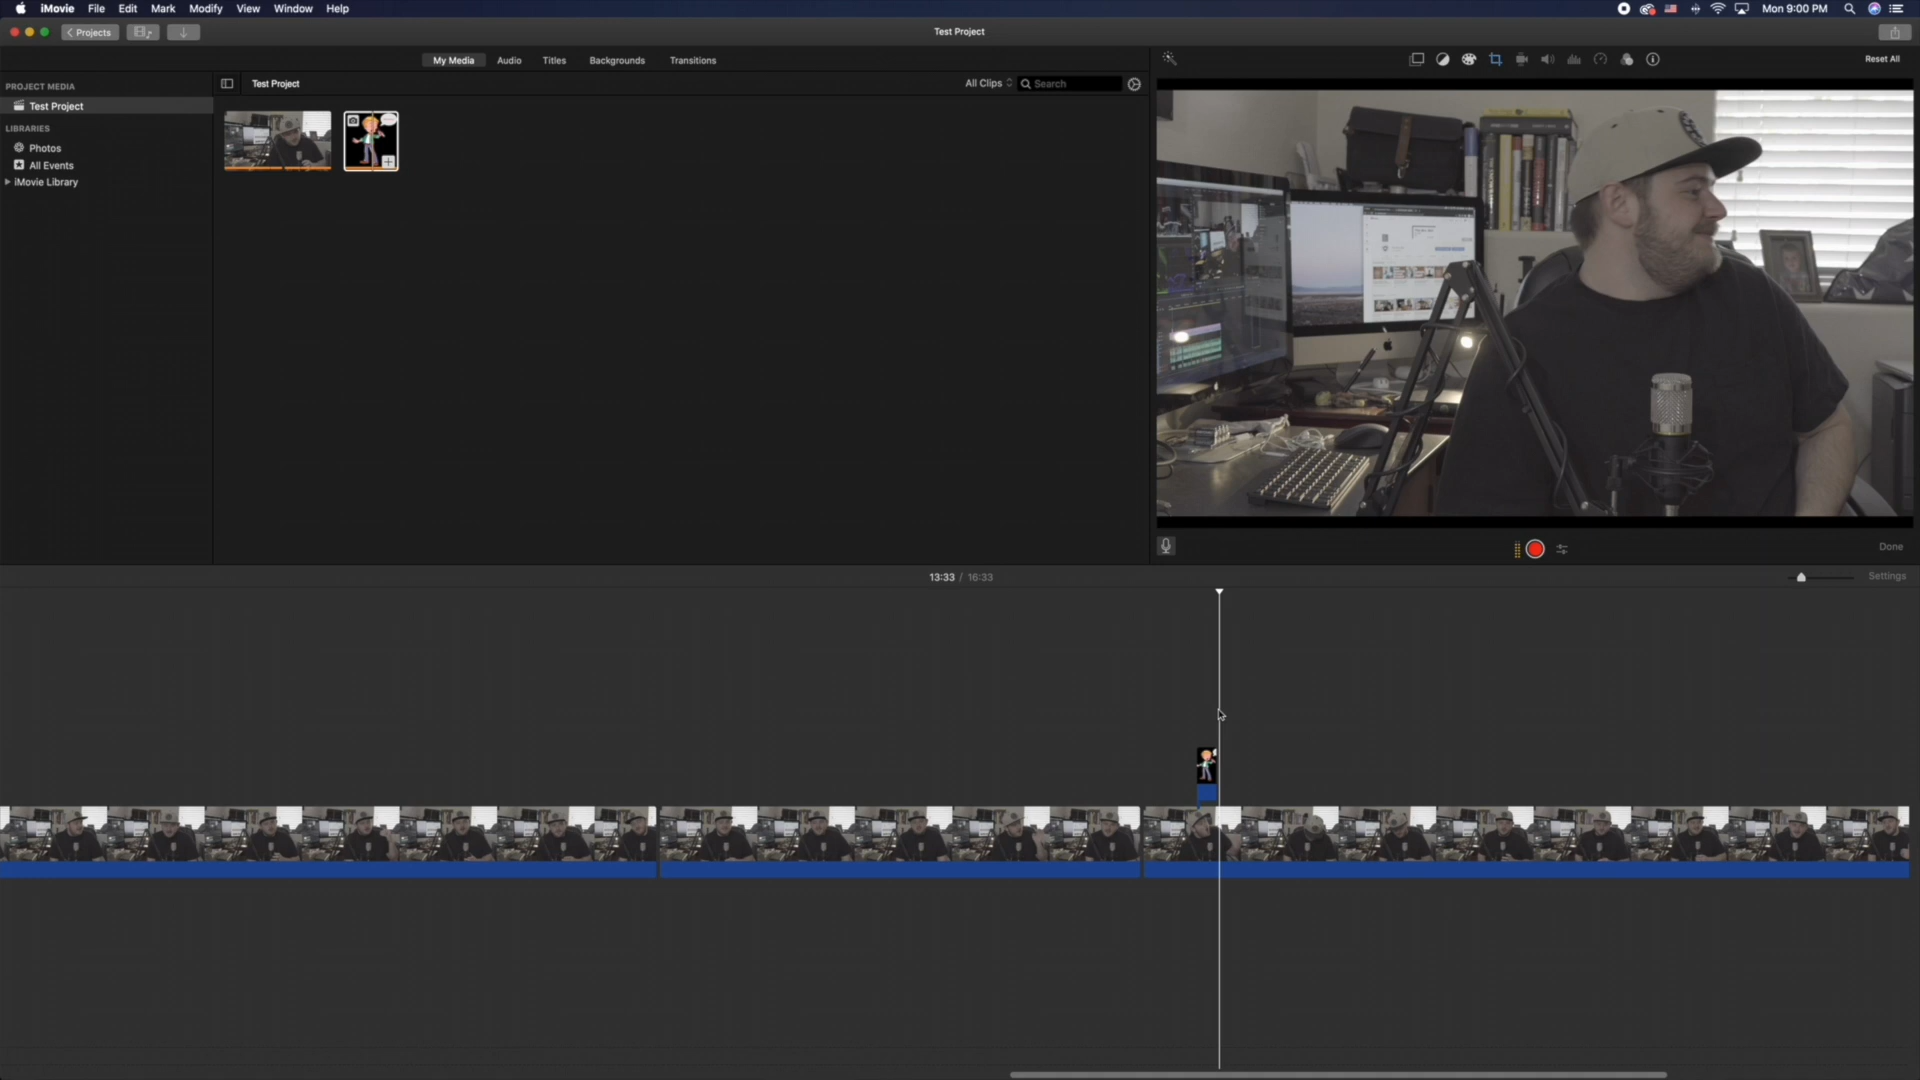 iMovie File Edit Mark Modify View Window Help
Mon 9:00 PM
Projects
Test Project
My Media Audio Titles Backgrounds Transitions
Reset All
PROJECT MEDIA
Test Project
All Clips
Search
Test Project
LIBRARIES
Photos
All Events
iMovie Library
Done
13:33 / 16:33
Settings